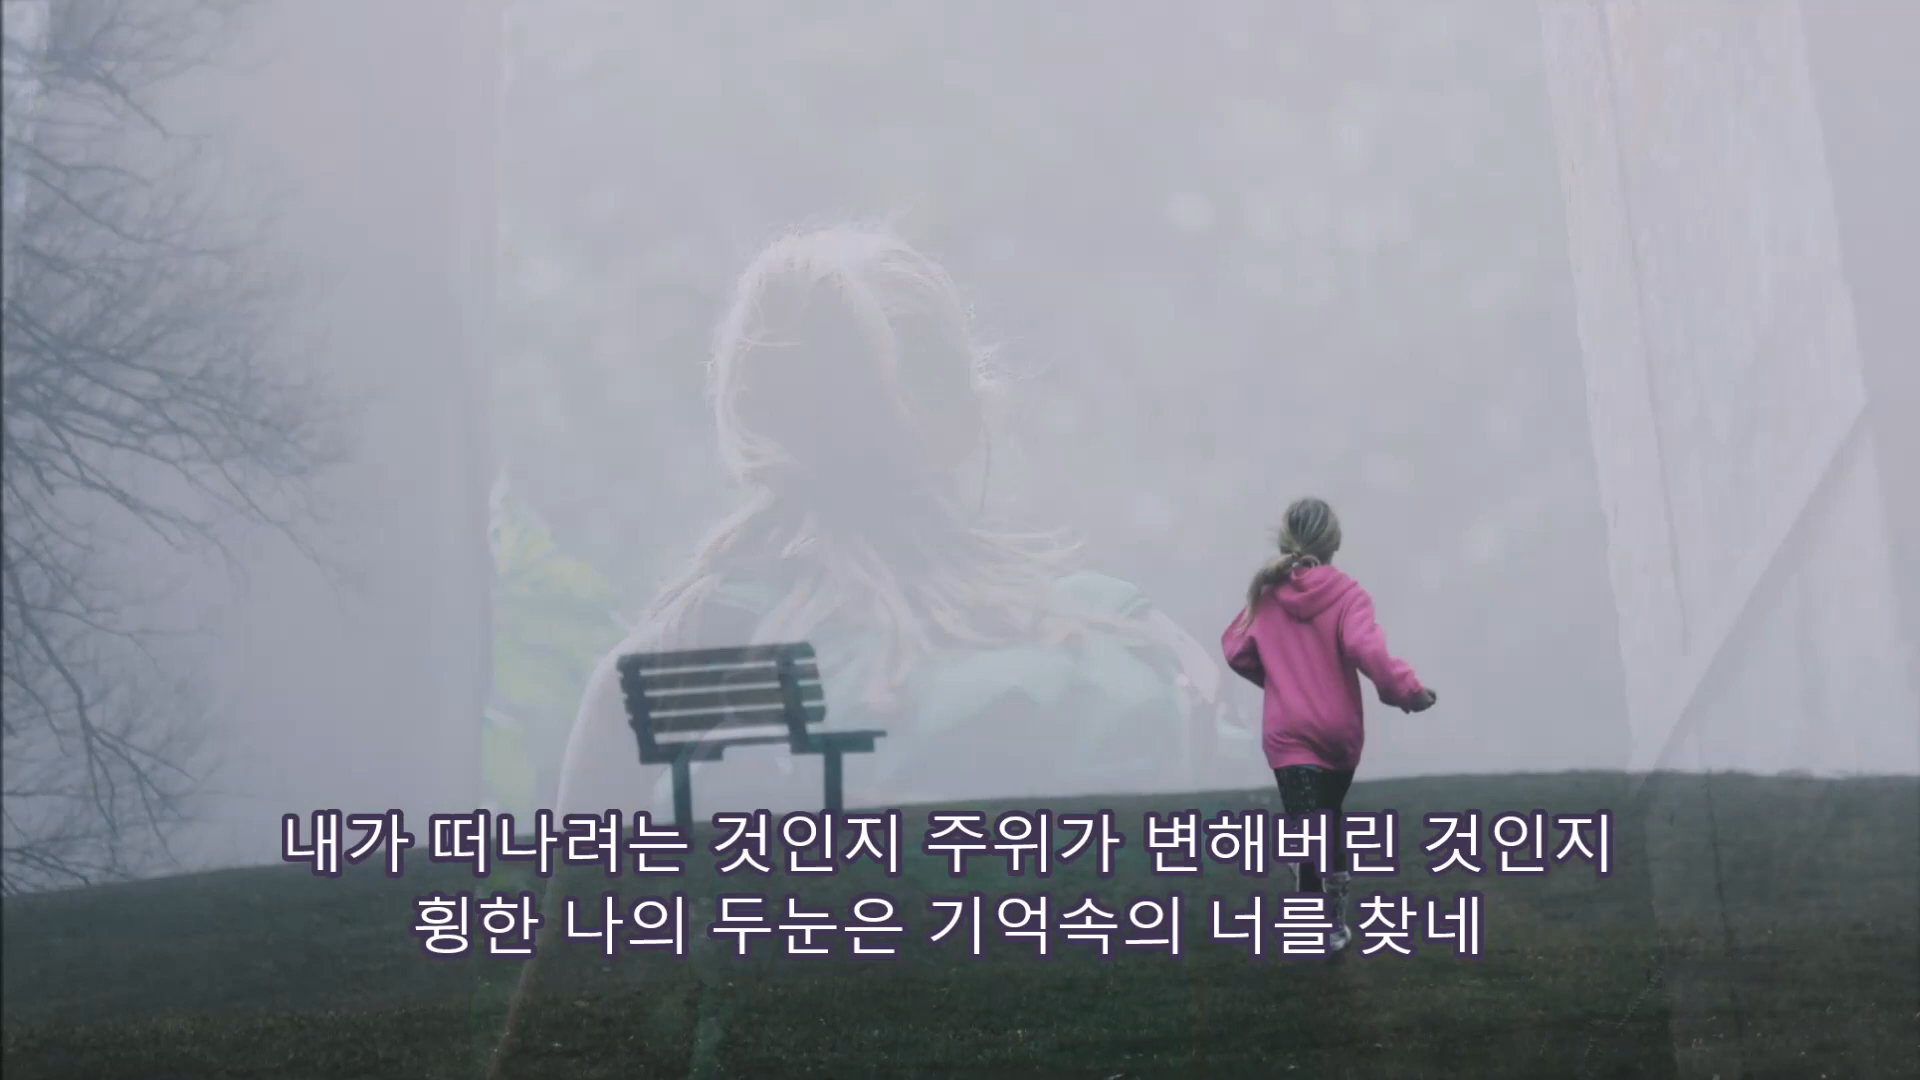 내가 떠나려는 것인지 주위가 변해버린 것인지
휑한 나의 두눈은 기억속의 너를 찾네